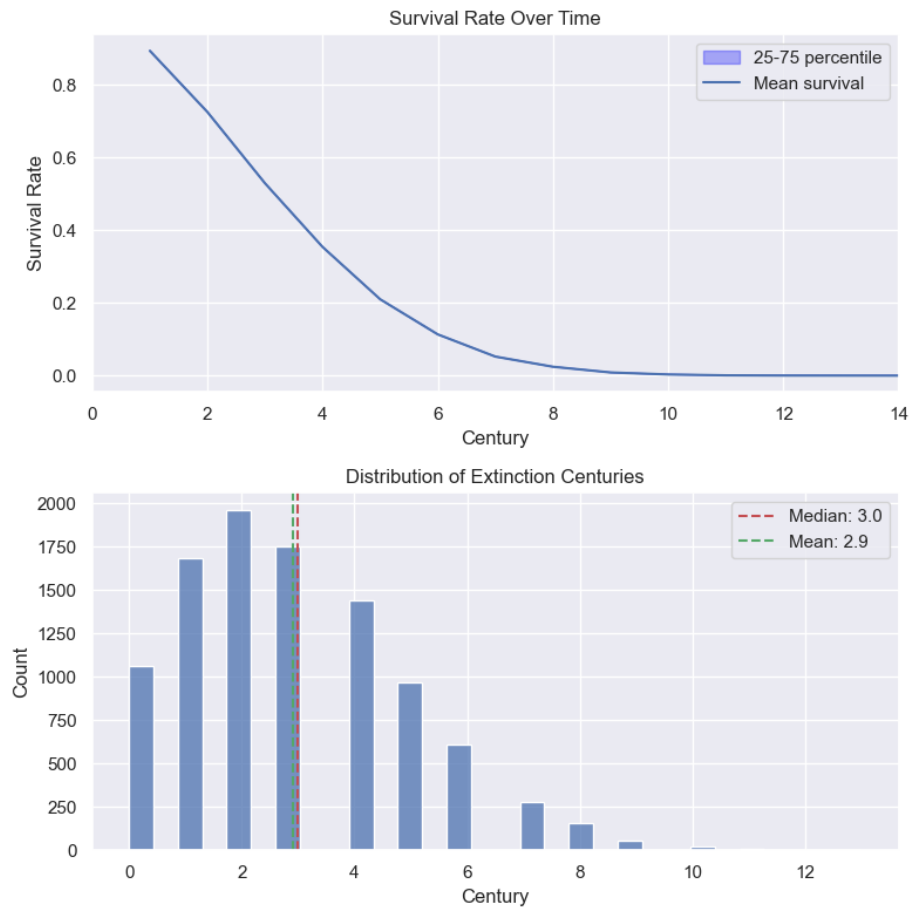 Survival Rate Over Time
25-75 percentile
Mean survival
Survival Rate
0.8
0.6
0.4
0.2
0.0
0 2 4 6 8 10 12 14
Century
Distribution of Extinction Centuries
Median: 3.0
Mean: 2.9
Count
2000
1750
1500
1250
1000
750
500
250
0
0 2 4 6 8 10 12
Century